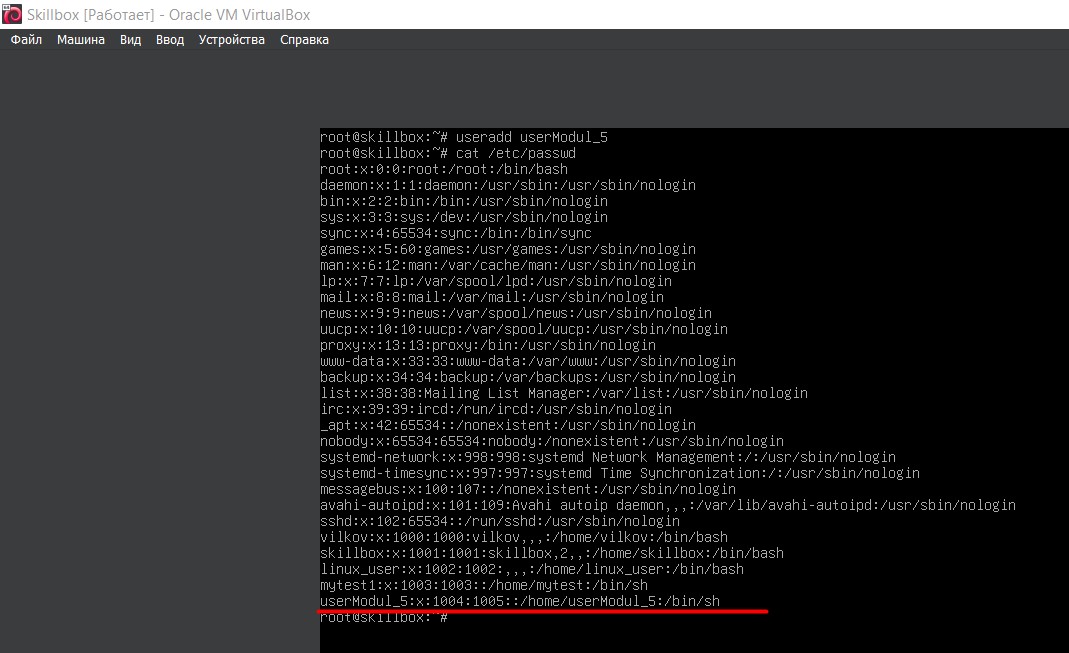 Skillbox [Работает] - Oracle VM VirtualBox
Файл Машина Вид Ввод Устройства Справка
root@skillbox:~# useradd userModul_5
root@skillbox:~# cat /etc/passwd
root:x:0:0:root:/root:/bin/bash
daemon:x:1:1:daemon:/usr/sbin:/usr/sbin/nologin
bin:x:2:2:bin:/bin:/usr/sbin/nologin
sys:x:3:3:sys:/dev:/usr/sbin/nologin
sync:x:4:65534:sync:/bin:/bin/sync
games:x:5:60:games:/usr/games:/usr/sbin/nologin
man:x:6:12:man:/var/cache/man:/usr/sbin/nologin
lp:x:7:7:lp:/var/spool/lpd:/usr/sbin/nologin
mail:x:8:8:mail:/var/mail:/usr/sbin/nologin
news:x:9:9:news:/var/spool/news:/usr/sbin/nologin
uucp:x:10:10:uucp:/var/spool/uucp:/usr/sbin/nologin
proxy:x:13:13:proxy:/bin:/usr/sbin/nologin
www-data:x:33:33:www-data:/var/www:/usr/sbin/nologin
backup:x:34:34:backup:/var/backups:/usr/sbin/nologin
list:x:38:38:Mailing List Manager:/var/list:/usr/sbin/nologin
irc:x:39:39:ircd:/run/ircd:/usr/sbin/nologin
_apt:x:42:65534::/nonexistent:/usr/sbin/nologin
nobody:x:65534:65534:nobody:/nonexistent:/usr/sbin/nologin
systemd-network:x:998:998:systemd Network Management:/:/usr/sbin/nologin
systemd-timesync:x:997:997:systemd Time Synchronization:/:/usr/sbin/nologin
messagebus:x:100:107::/nonexistent:/usr/sbin/nologin
avahi-autoipd:x:101:109:Avahi autoip daemon,,,:/var/lib/avahi-autoipd:/usr/sbin/nologin
sshd:x:102:65534::/run/sshd:/usr/sbin/nologin
vilkov:x:1000:1000:vilkov,,,:/home/vilkov:/bin/bash
skillbox:x:1001:1001:skillbox,2,,:/home/skillbox:/bin/bash
linux_user:x:1002:1002:,,,:/home/linux_user:/bin/bash
mytest1:x:1003:1003::/home/mytest:/bin/sh
userModul_5:x:1004:1005::/home/userModul_5:/bin/sh
root@skillbox:~#